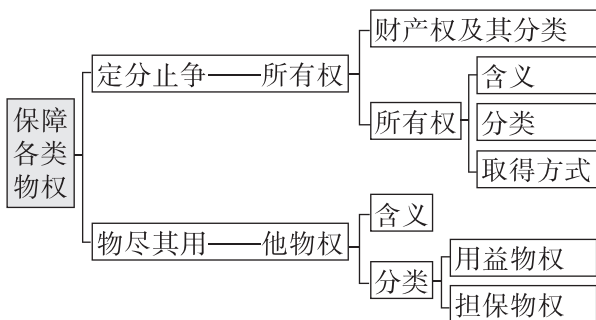 保障
各类
物权
定分止争——所有权
财产权及其分类
所有权
含义
分类
取得方式
物尽其用——他物权
含义
分类
用益物权
担保物权